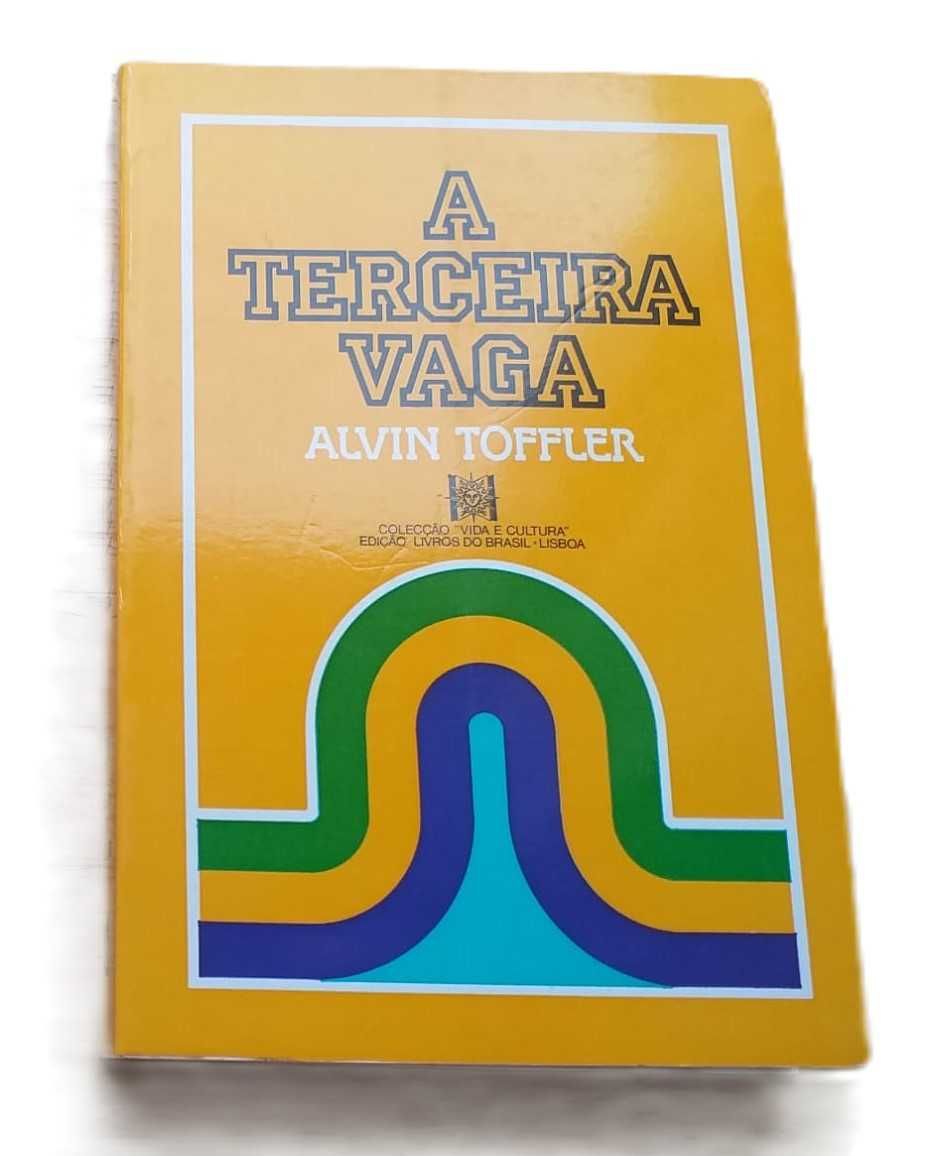 A
TERCEIRA
VAGA
ALVIN TOFFLER
COLECÇÃO "VIDA E CULTURA"
EDIÇÃO LIVROS DO BRASIL · LISBOA